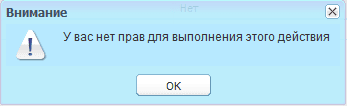 Нет
Внимание
У вас нет прав для выполнения этого действия
OK